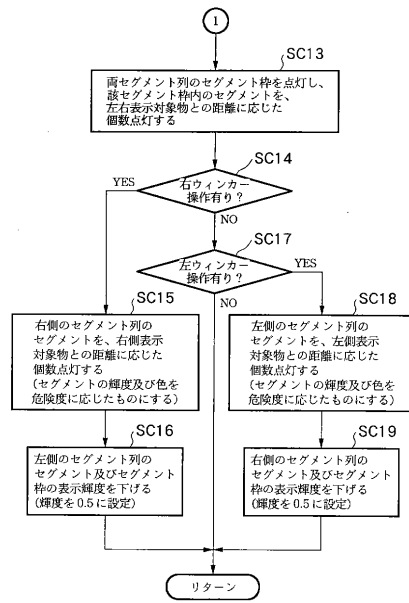 1
SC13
両セグメント列のセグメント枠を点灯し、
該セグメント枠内のセグメントを、
左右表示対象物との距離に応じた
個数点灯する
SC14
右ウィンカー
操作有り?
YES
NO
SC17
左ウィンカー
操作有り?
YES
NO
SC15
右側のセグメント列の
セグメントを、右側表示
対象物との距離に応じた
個数点灯する
(セグメントの輝度及び色を
危険度に応じたものにする)
SC18
左側のセグメント列の
セグメントを、左側表示
対象物との距離に応じた
個数点灯する
(セグメントの輝度及び色を
危険度に応じたものにする)
SC16
左側のセグメント列の
セグメント及びセグメント
枠の表示輝度を下げる
(輝度を0.5に設定)
SC19
右側のセグメント列の
セグメント及びセグメント
枠の表示輝度を下げる
(輝度を0.5に設定)
リターン